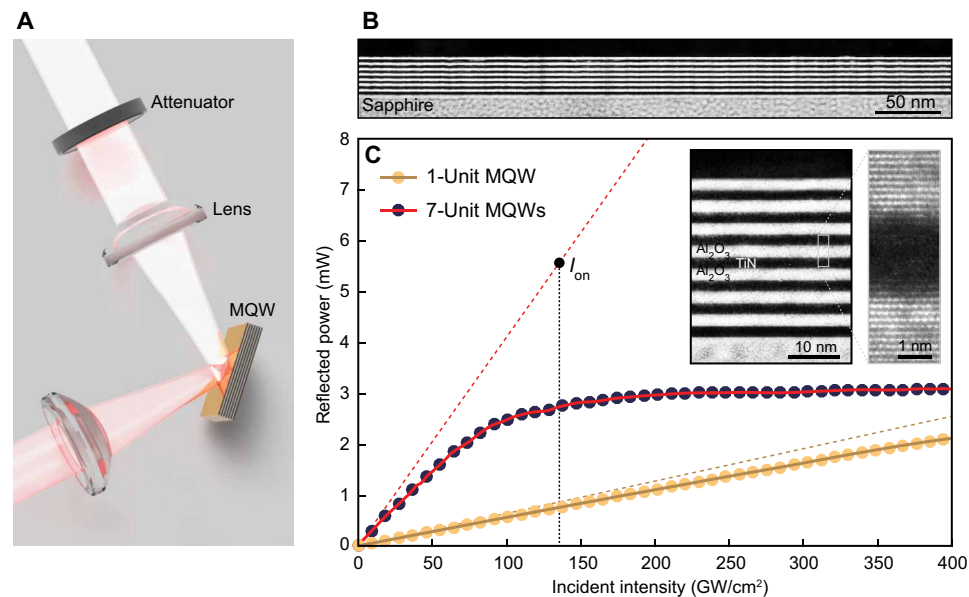 A
Attenuator
Lens
MQW
B
Sapphire
50 nm
C
1-Unit MQW
7-Unit MQWs
I_on
Al₂O₃
TiN
Al₂O₃
10 nm
1 nm
8
7
6
5
4
3
2
1
0
Reflected power (mW)
0 50 100 150 200 250 300 350 400
Incident intensity (GW/cm²)